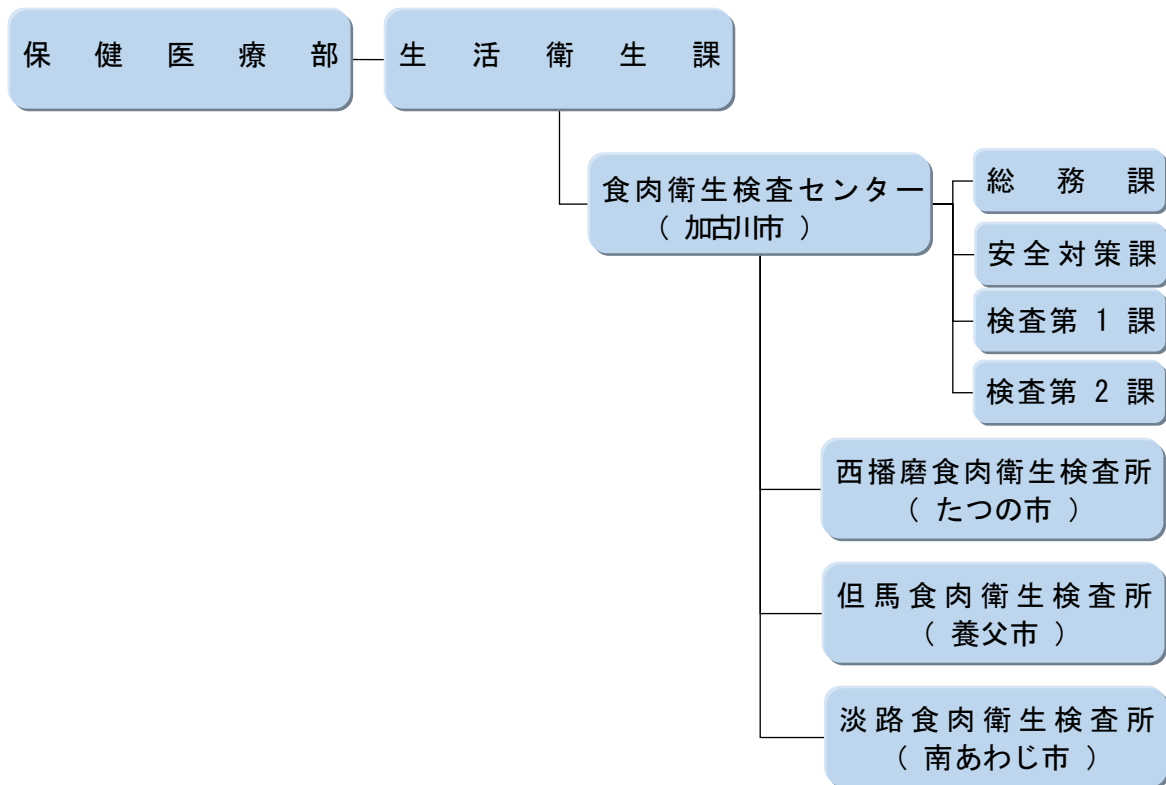 保健医療部
生活衛生課
食肉衛生検査センター
（ 加古川市 ）
総務課
安全対策課
検査第 1 課
検査第 2 課
西播磨食肉衛生検査所
（ たつの市 ）
但馬食肉衛生検査所
（ 養父市 ）
淡路食肉衛生検査所
（ 南あわじ市 ）